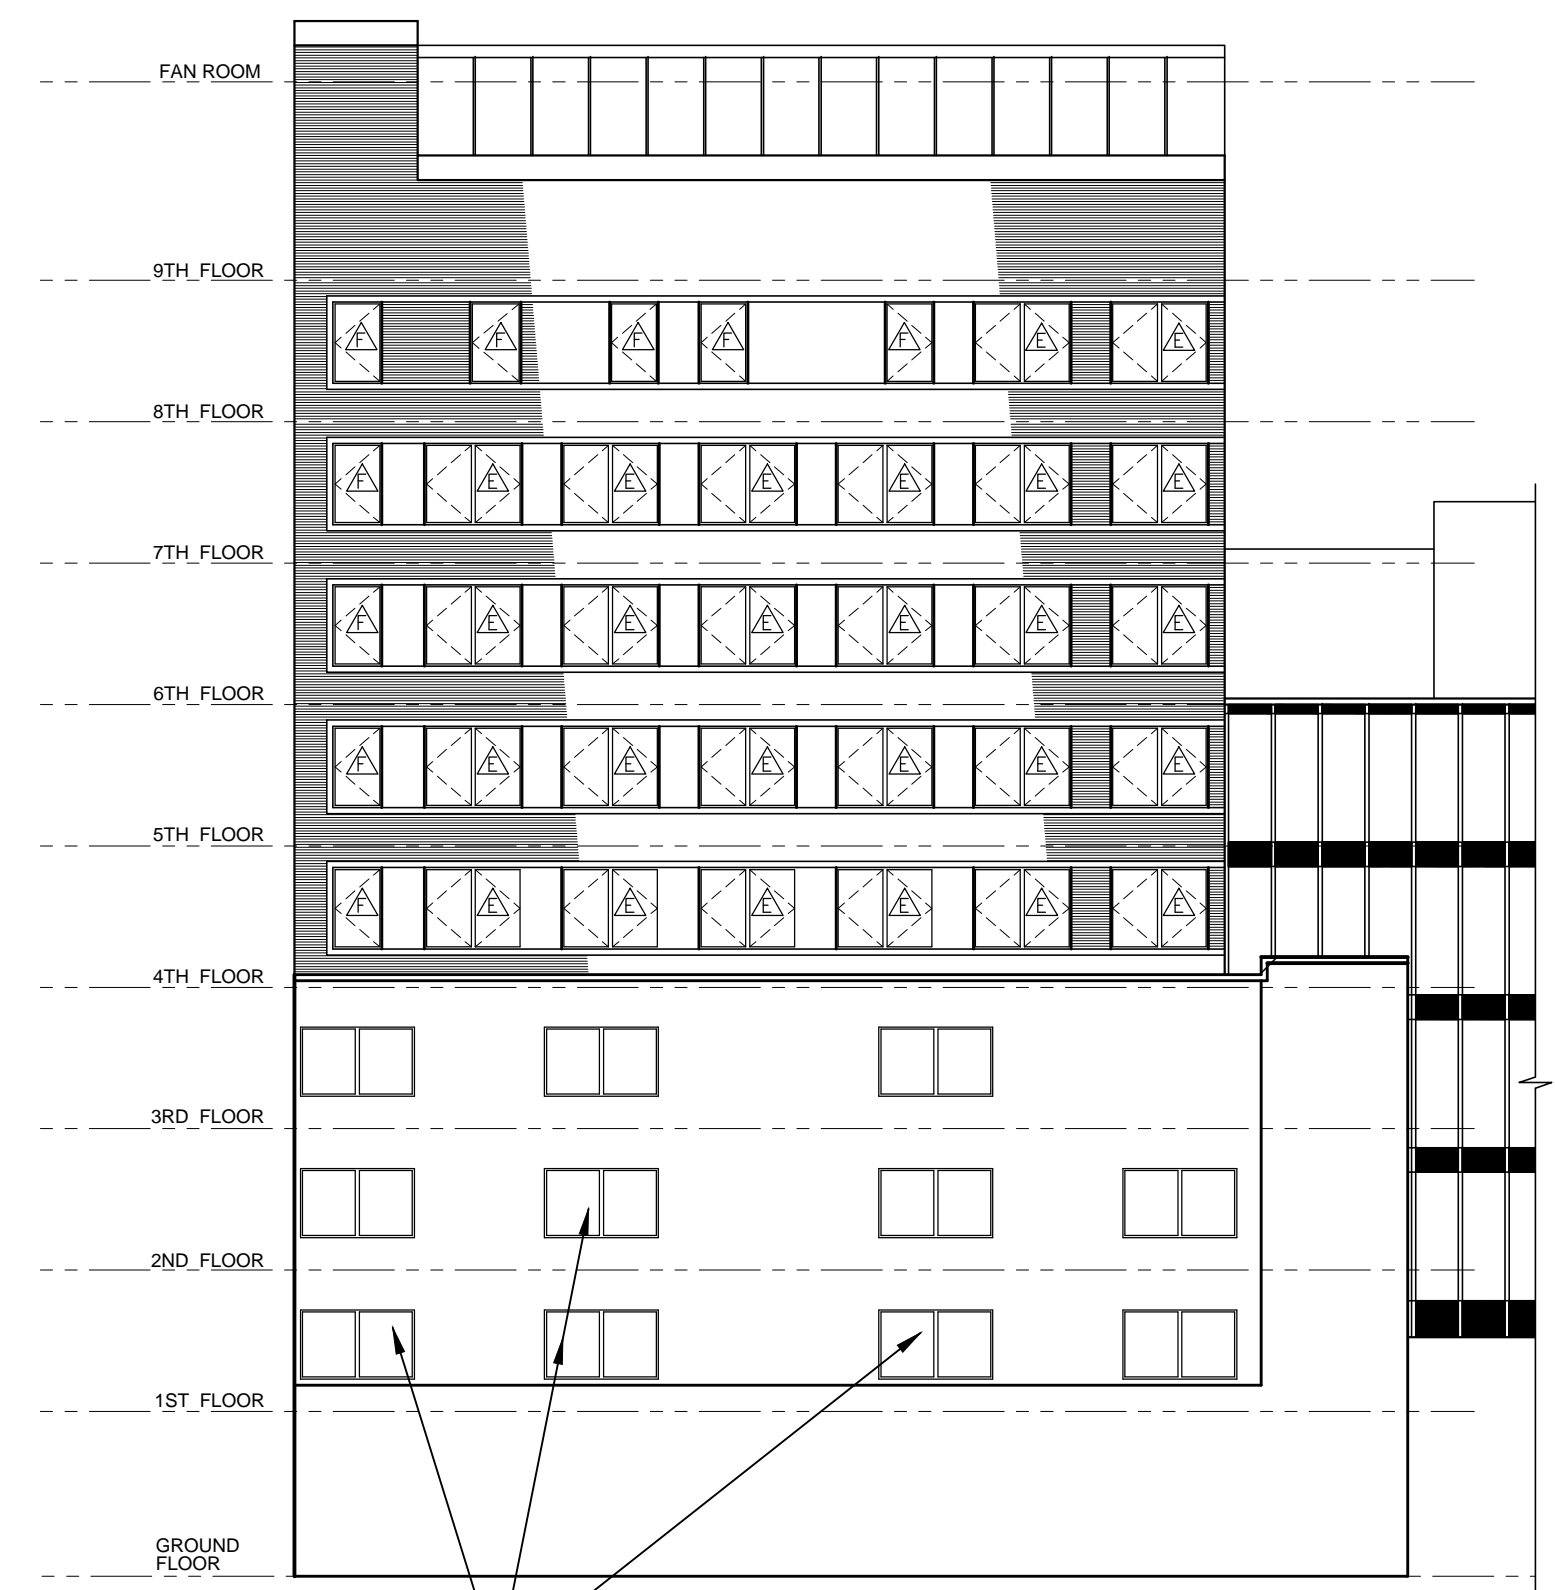 FAN ROOM
9TH FLOOR
F F F F F E E
8TH FLOOR
F E E E E E E
7TH FLOOR
F E E E E E E
6TH FLOOR
F E E E E E E
5TH FLOOR
F E E E E E E
4TH FLOOR
3RD FLOOR
2ND FLOOR
1ST FLOOR
GROUND
FLOOR